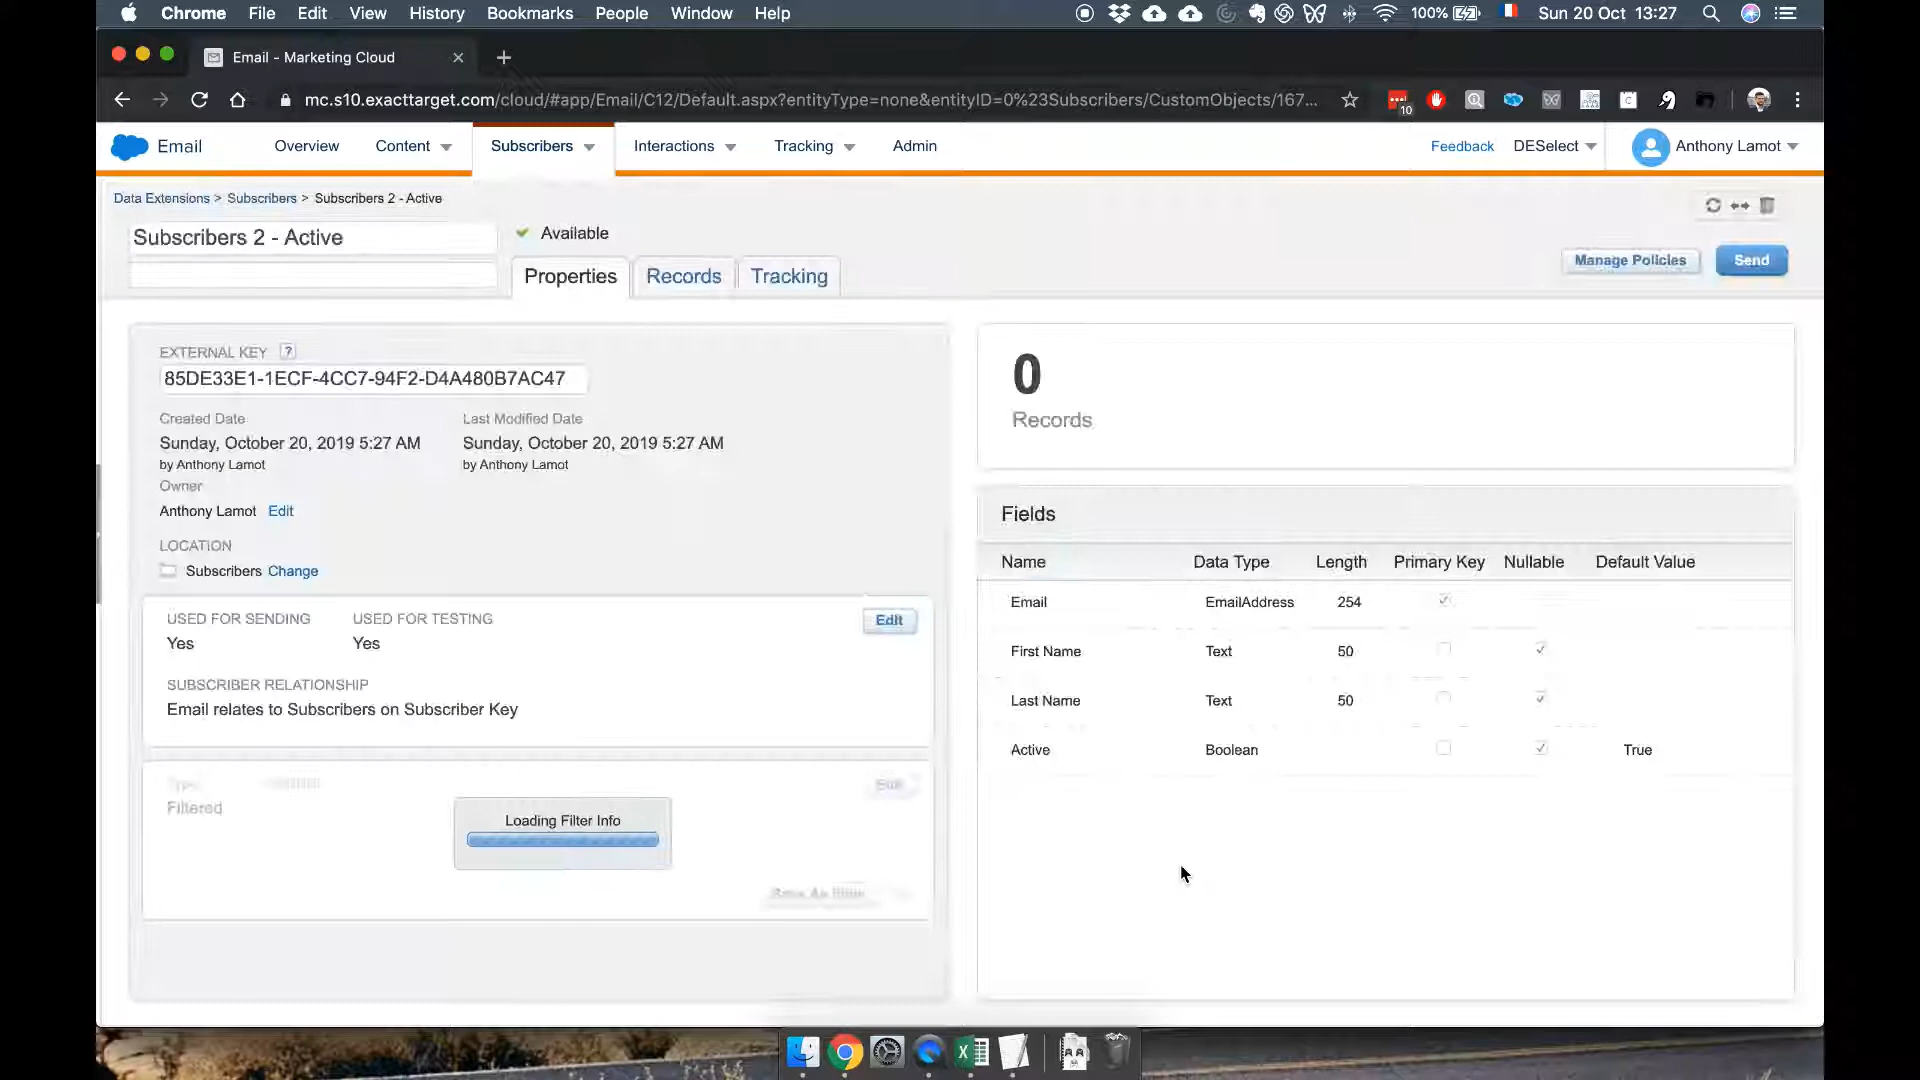 Chrome File Edit View History Bookmarks People Window Help 100% Sun 20 Oct 13:27
Email - Marketing Cloud
mc.s10.exacttarget.com/cloud/#app/Email/C12/Default.aspx?entityType=none&entityID=0%23Subscribers/CustomObjects/167...
10
Email Overview Content Subscribers Interactions Tracking Admin Feedback DESelect Anthony Lamot
Data Extensions > Subscribers > Subscribers 2 - Active
Subscribers 2 - Active
Available
Manage Policies Send
Properties Records Tracking
EXTERNAL KEY ?
85DE33E1-1ECF-4CC7-94F2-D4A480B7AC47
Created Date Last Modified Date
Sunday, October 20, 2019 5:27 AM Sunday, October 20, 2019 5:27 AM
by Anthony Lamot by Anthony Lamot
Owner
Anthony Lamot Edit
LOCATION
Subscribers Change
USED FOR SENDING USED FOR TESTING Edit
Yes Yes
SUBSCRIBER RELATIONSHIP
Email relates to Subscribers on Subscriber Key
Type Edit
Filtered
Loading Filter Info
0
Records
Fields
Name Data Type Length Primary Key Nullable Default Value
Email EmailAddress 254
First Name Text 50
Last Name Text 50
Active Boolean True